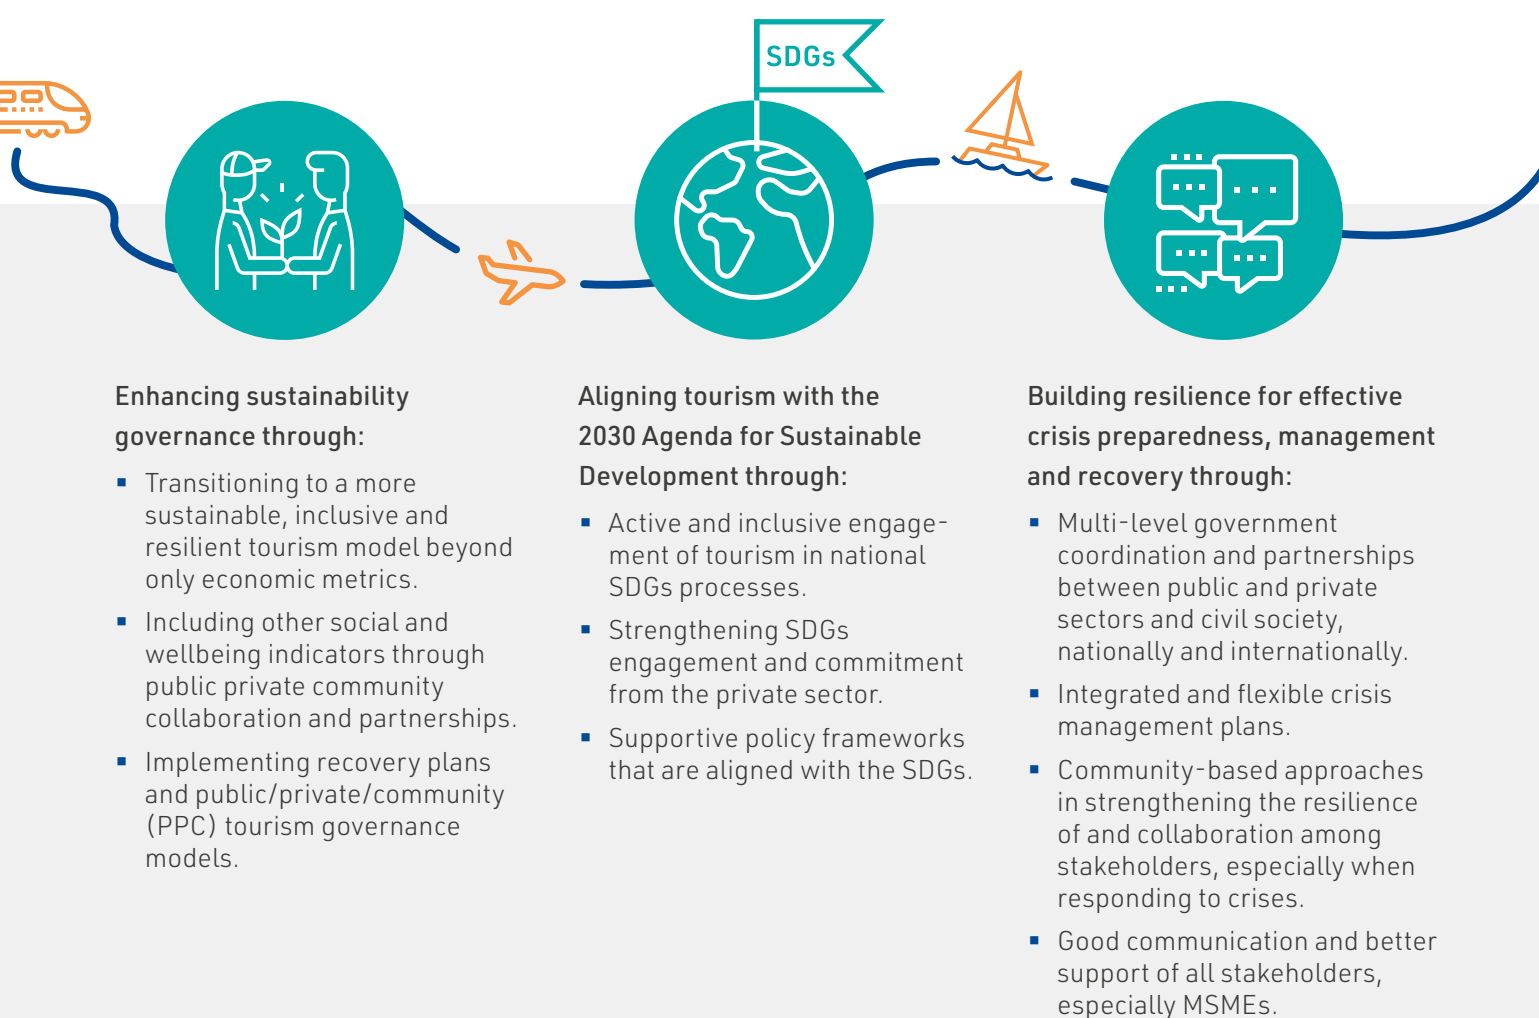 SDGs
Enhancing sustainability
governance through:
▪ Transitioning to a more
sustainable, inclusive and
resilient tourism model beyond
only economic metrics.
▪ Including other social and
wellbeing indicators through
public private community
collaboration and partnerships.
▪ Implementing recovery plans
and public/private/community
(PPC) tourism governance
models.
Aligning tourism with the
2030 Agenda for Sustainable
Development through:
▪ Active and inclusive engage-
ment of tourism in national
SDGs processes.
▪ Strengthening SDGs
engagement and commitment
from the private sector.
▪ Supportive policy frameworks
that are aligned with the SDGs.
Building resilience for effective
crisis preparedness, management
and recovery through:
▪ Multi-level government
coordination and partnerships
between public and private
sectors and civil society,
nationally and internationally.
▪ Integrated and flexible crisis
management plans.
▪ Community-based approaches
in strengthening the resilience
of and collaboration among
stakeholders, especially when
responding to crises.
▪ Good communication and better
support of all stakeholders,
especially MSMEs.